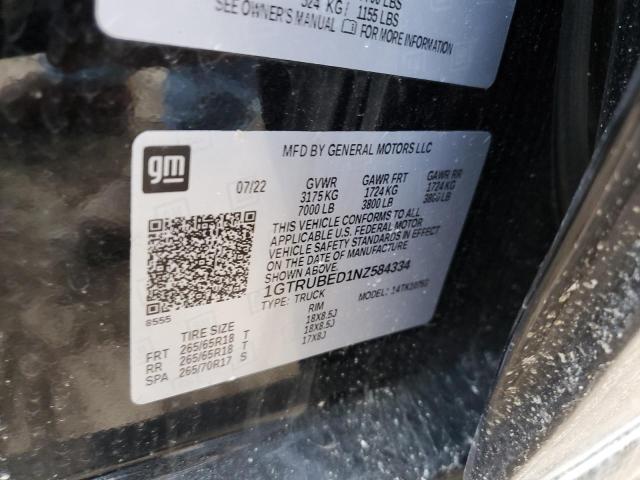 324 KG/ 1155 LBS
SEE OWNER'S MANUAL FOR MORE INFORMATION
gm
MFD BY GENERAL MOTORS LLC
07/22 GVWR GAWR FRT GAWR RR
3175 KG 1724 KG 1724 KG
7000 LB 3800 LB 3800 LB
THIS VEHICLE CONFORMS TO ALL
APPLICABLE U.S. FEDERAL MOTOR
VEHICLE SAFETY STANDARDS IN EFFECT
ON THE DATE OF MANUFACTURE SHOWN
ABOVE.
1GTRUBED1NZ584334
TYPE: TRUCK MODEL:
8555
TIRE SIZE RIM
FRT 265/65R18 T 18X8.5J
RR 265/65R18 T 18X8.5J
SPA 265/70R17 S 17X8J